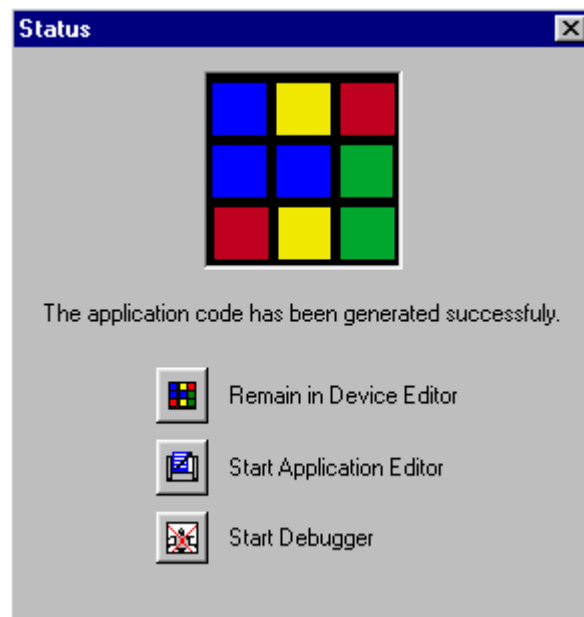 Status
The application code has been generated successfuly.
Remain in Device Editor
Start Application Editor
Start Debugger